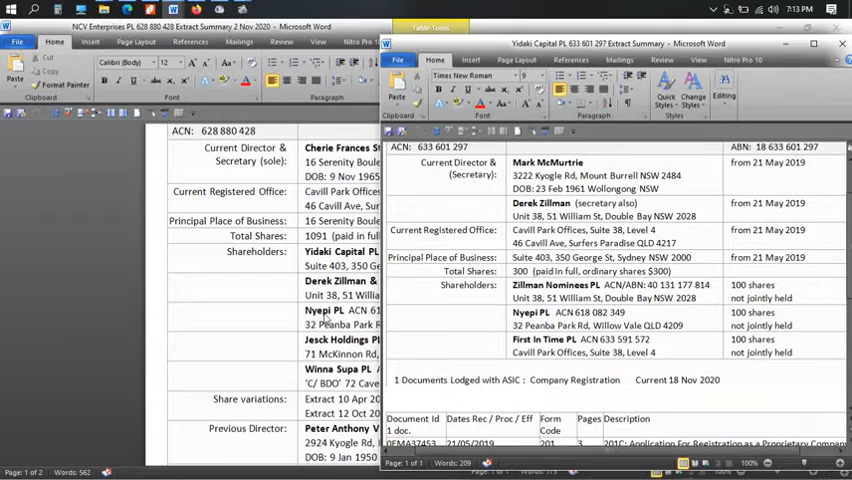 7:13 PM
NCV Enterprises PL 628 880 428 Extract Summary 2 Nov 2020 - Microsoft Word
Table Tools
File Home Insert Page Layout References Mailings Review View Nitro Pro 10
Paste
Cut
Copy
Format Painter
Calibri (Body) 12
Clipboard
Font
Paragraph
ACN: 628 880 428
Current Director & Secretary (sole): Cherie Frances St
16 Serenity Boule
DOB: 9 Nov 1965
Current Registered Office: Cavill Park Offices
46 Cavill Ave, Sur
Principal Place of Business: 16 Serenity Boule
Total Shares: 1091 (paid in full
Shareholders: Yidaki Capital PL
Suite 403, 350 Ge
Derek Zillman &
Unit 38, 51 Willia
Nyepi PL ACN 61
32 Peanba Park R
Jesck Holdings PL
71 McKinnon Rd,
Winna Supa PL A
'C/ BDO' 72 Cave
Share variations: Extract 10 Apr 20
Extract 12 Oct 20
Previous Director: Peter Anthony V
2924 Kyogle Rd, 
DOB: 9 Jan 1950
Page: 1 of 2 Words: 562
Yidaki Capital PL 633 601 297 Extract Summary - Microsoft Word
File Home Insert Page Layout References Mailings Review View Nitro Pro 10
Paste
Times New Roman 9
Quick Styles
Change Styles
Editing
Clipboard
Font
Paragraph
Styles
ACN: 633 601 297 ABN: 18 633 601 297
Current Director & (Secretary): Mark McMurtrie from 21 May 2019
3222 Kyogle Rd, Mount Burrell NSW 2484
DOB: 23 Feb 1961 Wollongong NSW
Derek Zillman (secretary also) from 21 May 2019
Unit 38, 51 William St, Double Bay NSW 2028
Current Registered Office: Cavill Park Offices, Suite 38, Level 4 from 21 May 2019
46 Cavill Ave, Surfers Paradise QLD 4217
Principal Place of Business: Suite 403, 350 George St, Sydney NSW 2000 from 21 May 2019
Total Shares: 300 (paid in full, ordinary shares $300)
Shareholders: Zillman Nominees PL ACN/ABN: 40 131 177 814 100 shares
Unit 38, 51 William St, Double Bay NSW 2028 not jointly held
Nyepi PL ACN 618 082 349 100 shares
32 Peanba Park Rd, Willow Vale QLD 4209 not jointly held
First In Time PL ACN 633 591 572 100 shares
Cavill Park Offices, Suite 38, Level 4 not jointly held
1 Documents Lodged with ASIC : Company Registration Current 18 Nov 2020
Document Id Dates Rec / Proc / Eff Form Code Pages Description
1 doc.
0EMA37453 21/05/2019 201 3 201C: Application For Registration as a Proprietary Company
Page: 1 of 1 Words: 209 100%